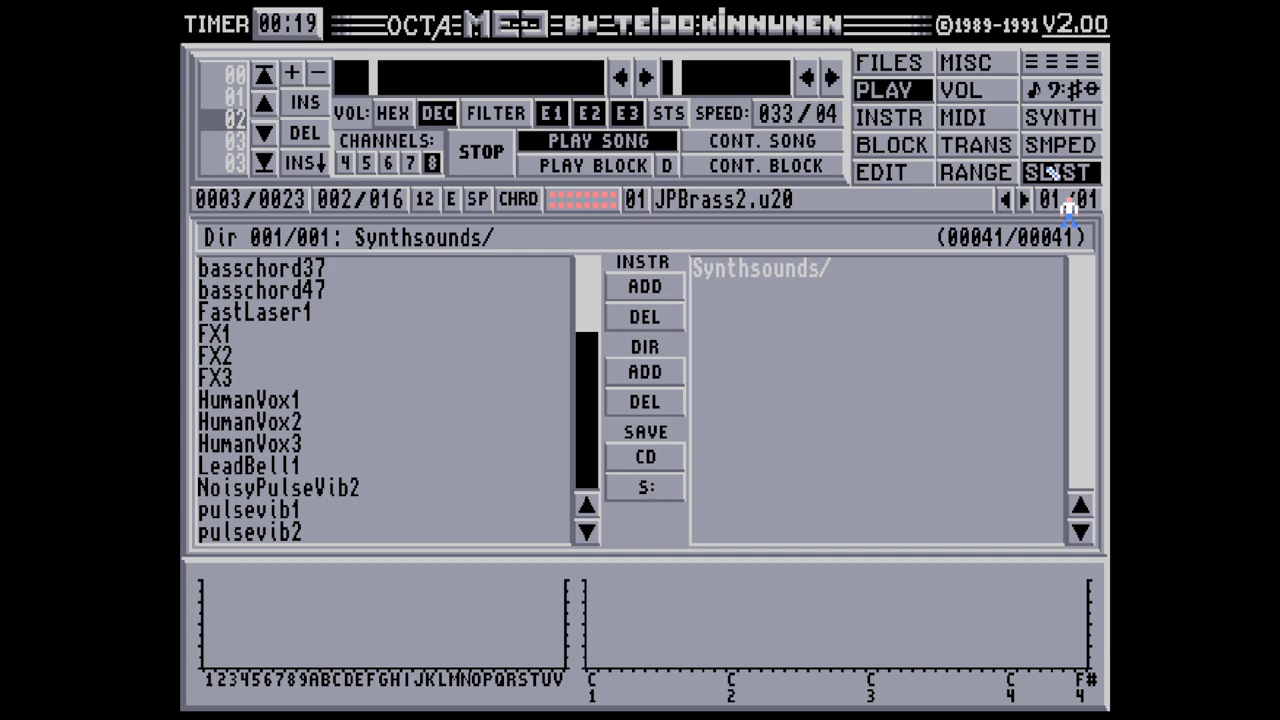 TIMER 00:19 OCTA MED BY TEIJO KINNUNEN ©1989-1991 V2.00
00 + − FILES MISC
01 INS PLAY VOL
02 VOL: HEX DEC FILTER E1 E2 E3 STS SPEED: 033/04 INSTR MIDI SYNTH
03 DEL CHANNELS: STOP PLAY SONG CONT. SONG BLOCK TRANS SMPED
03 INS↓ 4 5 6 7 8 PLAY BLOCK D CONT. BLOCK EDIT RANGE
0003/0023 002/016 12 E SP CHRD 01 JPBrass2.u20 01/01
Dir 001/001: Synthsounds/ (00041/00041)
basschord37 INSTR Synthsounds/
basschord47 ADD
FastLaser1 DEL
FX1
FX2 DIR
FX3 ADD
HumanVox1 DEL
HumanVox2
HumanVox3 SAVE
LeadBell1 CD
NoisyPulseVib2 S:
pulsevib1
pulsevib2
123456789ABCDEFGHIJKLMNOPQRSTUV C C C C F#
1 2 3 4 4